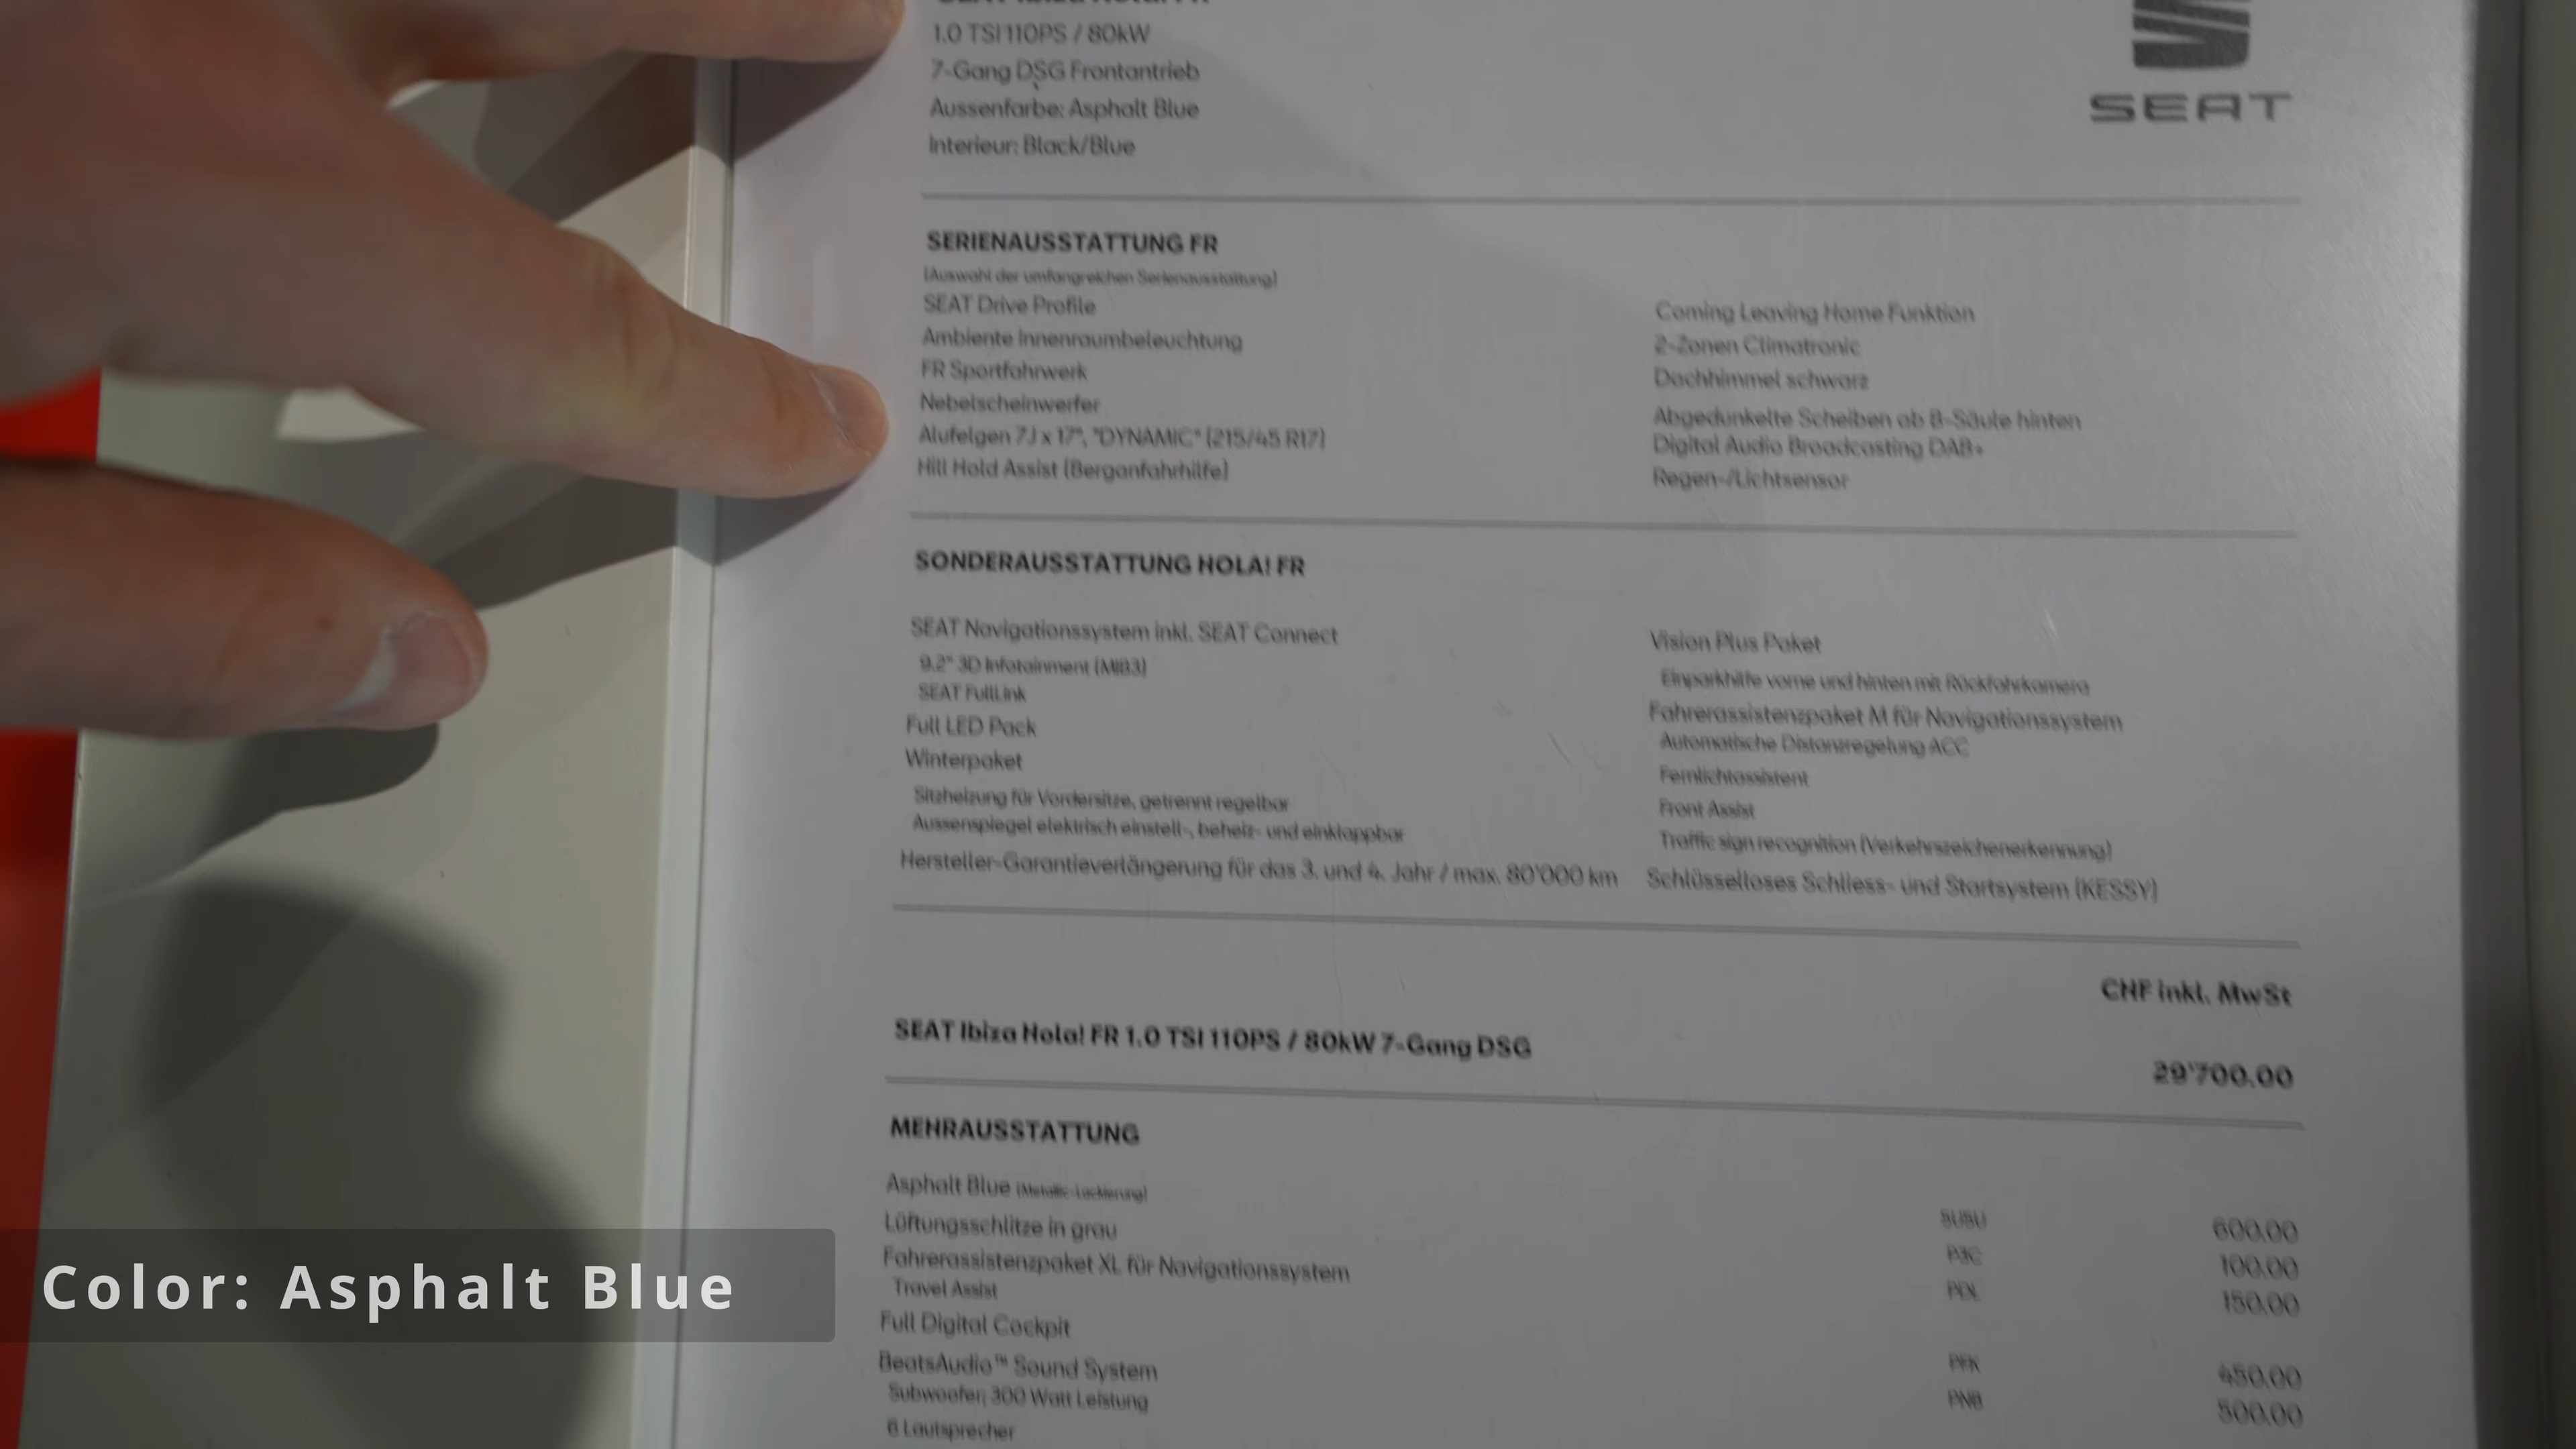 1.0 TSI 110PS / 80kW
7-Gang DSG Frontantrieb
Aussenfarbe: Asphalt Blue
Interieur: Black/Blue
SEAT
SERIENAUSSTATTUNG FR
(Auswahl der umfangreichen Serienausstattung)
SEAT Drive Profile
Ambiente Innenraumbeleuchtung
FR Sportfahrwerk
Nebelscheinwerfer
Alufelgen 7J x 17", "DYNAMIC" (215/45 R17)
Hill Hold Assist (Berganfahrhilfe)
Coming Leaving Home Funktion
2-Zonen Climatronic
Dachhimmel schwarz
Abgedunkelte Scheiben ab B-Säule hinten
Digital Audio Broadcasting DAB+
Regen-/Lichtsensor
SONDERAUSSTATTUNG HOLA! FR
SEAT Navigationssystem inkl. SEAT Connect
9.2" 3D Infotainment (MIB3)
SEAT FullLink
Full LED Pack
Winterpaket
Sitzheizung für Vordersitze, getrennt regelbar
Aussenspiegel elektrisch einstell-, beheiz- und einklappbar
Hersteller-Garantieverlängerung für das 3. und 4. Jahr / max. 80'000 km
Vision Plus Paket
Einparkhilfe vorne und hinten mit Rückfahrkamera
Fahrerassistenzpaket M für Navigationssystem
Automatische Distanzregelung ACC
Fernlichtassistent
Front Assist
Traffic sign recognition (Verkehrszeichenerkennung)
Schlüsselloses Schliess- und Startsystem (KESSY)
CHF inkl. MwSt
SEAT Ibiza Hola! FR 1.0 TSI 110PS / 80kW 7-Gang DSG
29'700.00
MEHRAUSSTATTUNG
Asphalt Blue (Metallic-Lackierung) 5U5U 600.00
Lüftungsschlitze in grau P3C 100.00
Fahrerassistenzpaket XL für Navigationssystem PDL 150.00
Travel Assist
Full Digital Cockpit PFK 450.00
BeatsAudio™ Sound System PNB 500.00
Subwoofer, 300 Watt Leistung
6 Lautsprecher
Color: Asphalt Blue